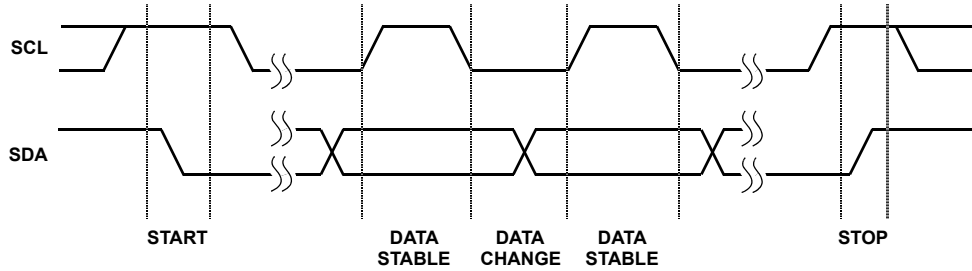 SCL
SDA
START
DATA
STABLE
DATA
CHANGE
DATA
STABLE
STOP